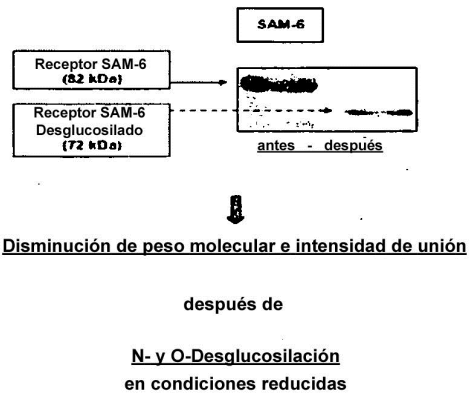 SAM-6
Receptor SAM-6
(82 kDa)
Receptor SAM-6
Desglucosilado
(72 kDa)
antes - después
Disminución de peso molecular e intensidad de unión
después de
N- y O-Desglucosilación
en condiciones reducidas